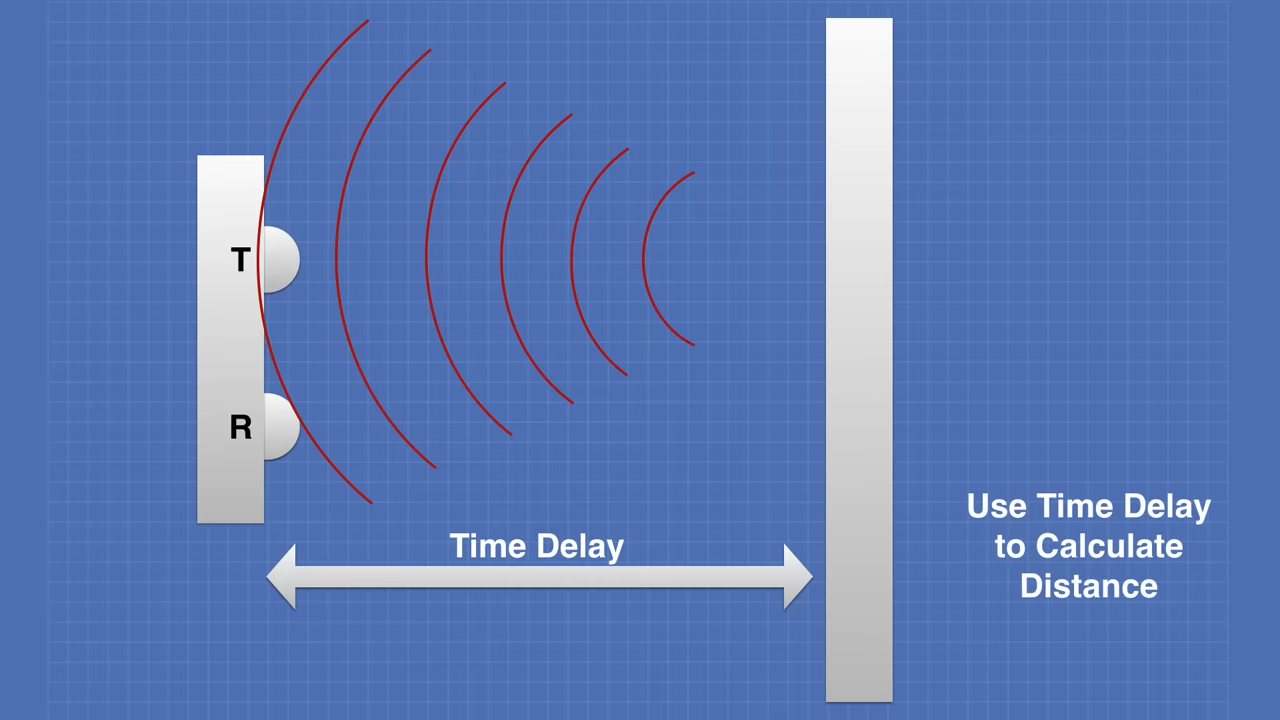 T
R
Time Delay
Use Time Delay
to Calculate
Distance